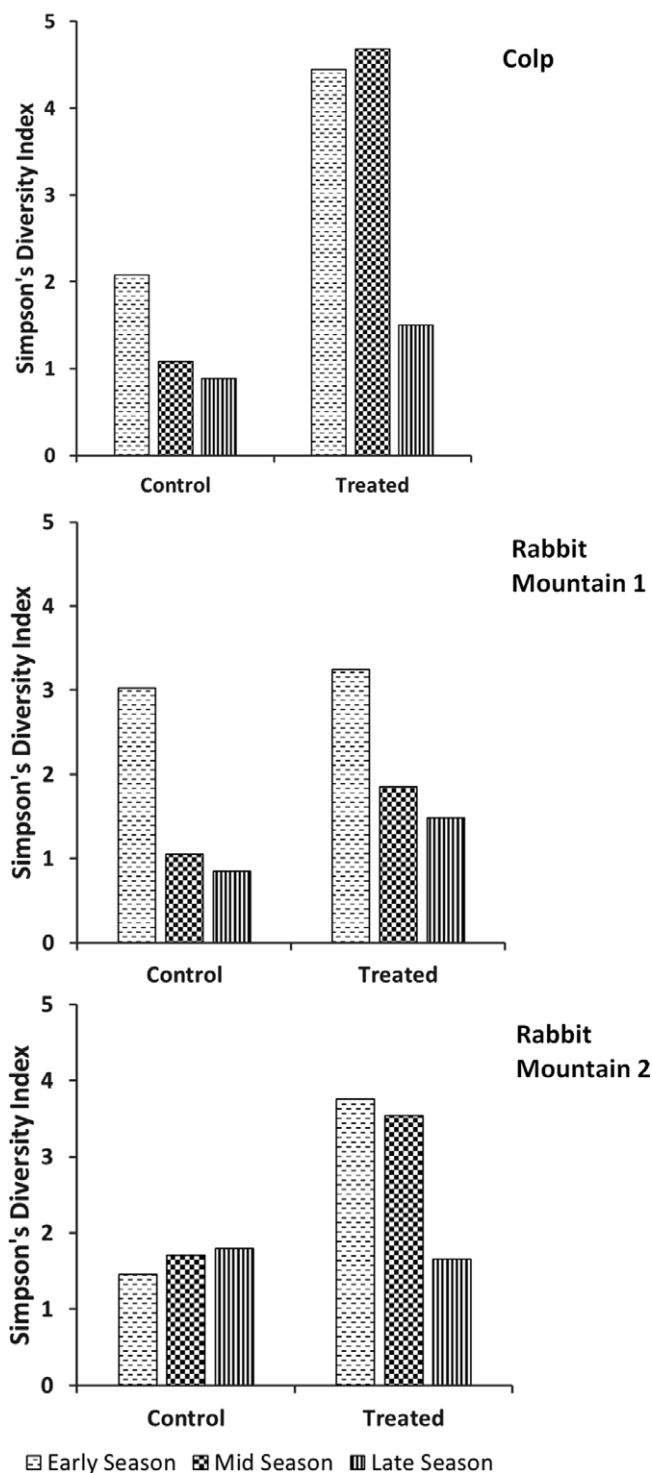 Colp
Simpson's Diversity Index
5
4
3
2
1
0
Control Treated
Rabbit
Mountain 1
Simpson's Diversity Index
5
4
3
2
1
0
Control Treated
Rabbit
Mountain 2
Simpson's Diversity Index
5
4
3
2
1
0
Control Treated
Early Season Mid Season Late Season